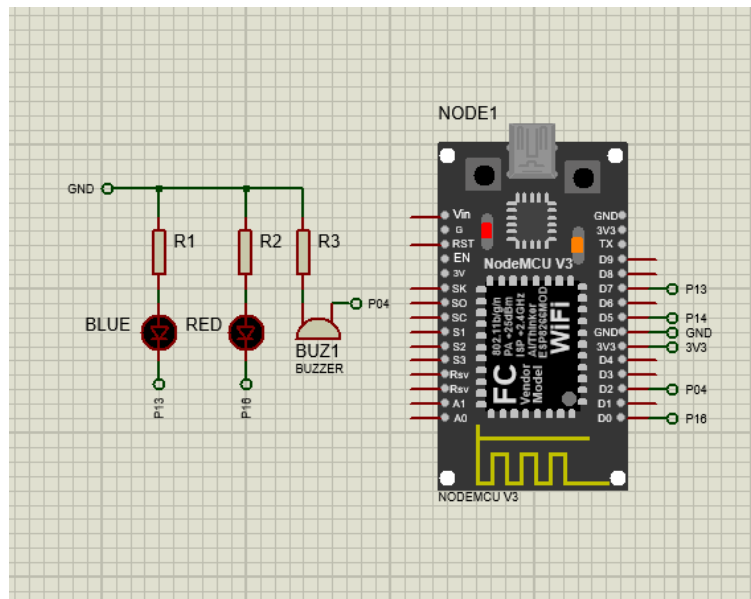 NODE1
GND
R1
R2
R3
BLUE
RED
P04
BUZ1
BUZZER
P13
P16
Vin
G
RST
EN
3V
SK
SO
SC
S1
S2
S3
Rsv
Rsv
A1
A0
NodeMCU V3
802.11b/g/n
PA +25dBm
ISP +2.4GHz
AI/Thinker
ESP8266MOD
WiFi
FC
Vendor
Model
GND
3V3
TX
D9
D8
D7
D6
D5
GND
3V3
D4
D3
D2
D1
D0
P13
P14
GND
3V3
P04
P16
NODEMCU V3